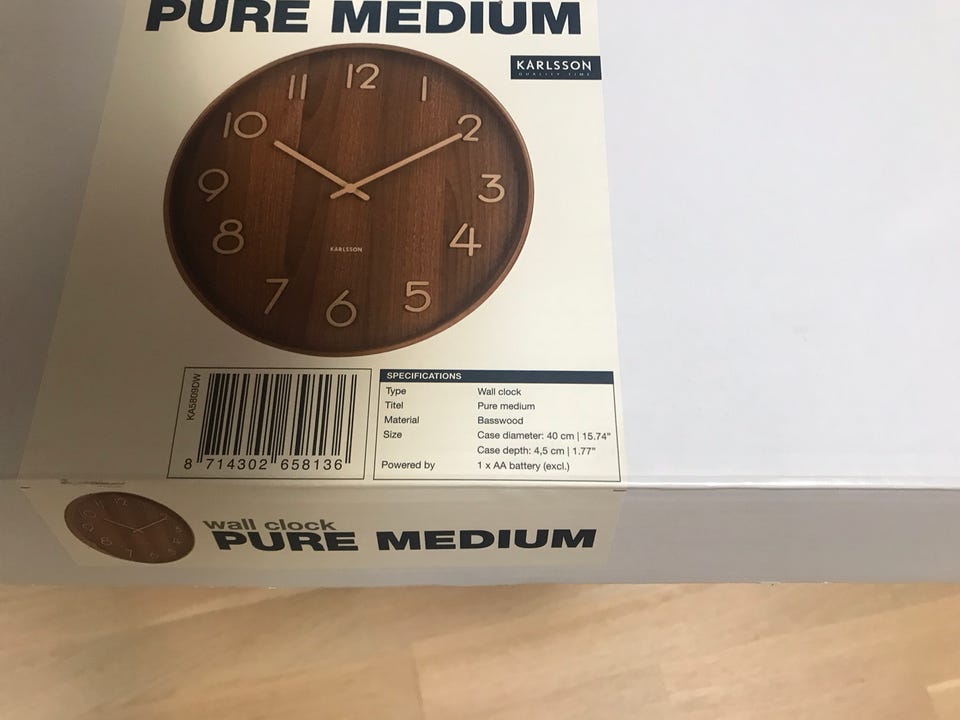 PURE MEDIUM
KARLSSON
QUALITY TIME
12
11
1
10
2
9
3
8
4
KARLSSON
7
5
6
KA5809DW
8 714302 658136
SPECIFICATIONS
Type Wall clock
Titel Pure medium
Material Basswood
Size Case diameter: 40 cm | 15.74"
Case depth: 4,5 cm | 1.77"
Powered by 1 x AA battery (excl.)
wall clock
PURE MEDIUM